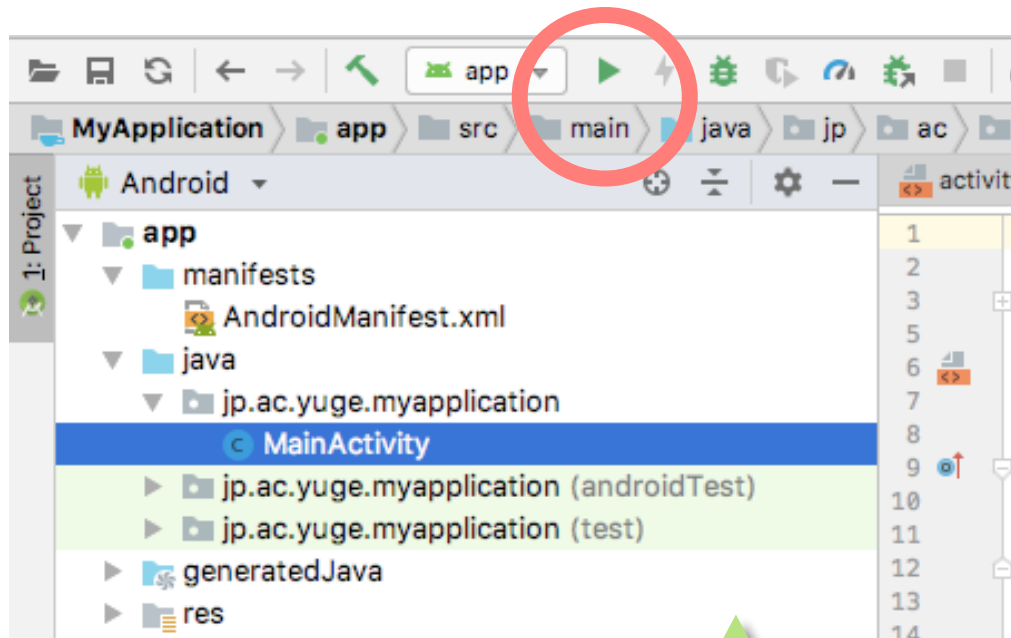 app
MyApplication app src main java jp ac
1: Project
Android
activit
app
manifests
AndroidManifest.xml
java
jp.ac.yuge.myapplication
C MainActivity
jp.ac.yuge.myapplication (androidTest)
jp.ac.yuge.myapplication (test)
generatedJava
res
1
2
3
5
6
7
8
9
10
11
12
13
14